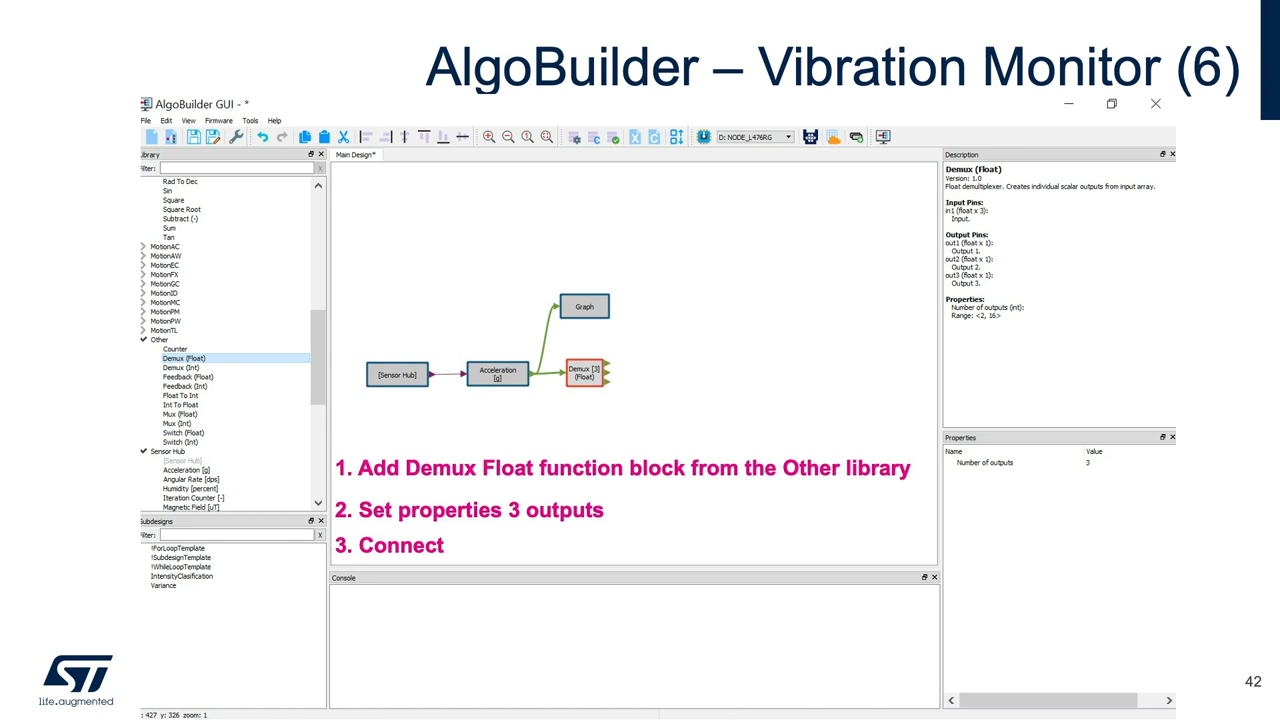 AlgoBuilder – Vibration Monitor (6)
AlgoBuilder GUI - *
File Edit View Firmware Tools Help
D: NODE_L476RG
ibrary
ilter:
x
Rad To Dec
Sin
Square
Square Root
Subtract (-)
Sum
Tan
MotionAC
MotionAW
MotionEC
MotionFX
MotionGC
MotionID
MotionMC
MotionPM
MotionPW
MotionTL
Other
Counter
Demux (Float)
Demux (Int)
Feedback (Float)
Feedback (Int)
Float To Int
Int To Float
Mux (Float)
Mux (Int)
Switch (Float)
Switch (Int)
Sensor Hub
[Sensor Hub]
Acceleration [g]
Angular Rate [dps]
Humidity [percent]
Iteration Counter [-]
Magnetic Field [uT]
Subdesigns
ilter:
x
!ForLoopTemplate
!SubdesignTemplate
!WhileLoopTemplate
IntensityClasification
Variance
Main Design*
Graph
[Sensor Hub]
Acceleration
[g]
Demux [3]
(Float)
1. Add Demux Float function block from the Other library
2. Set properties 3 outputs
3. Connect
Console
Description
Demux (Float)
Version: 1.0
Float demultiplexer. Creates individual scalar outputs from input array.
Input Pins:
in1 (float x 3):
Input.
Output Pins:
out1 (float x 1):
Output 1.
out2 (float x 1):
Output 2.
out3 (float x 1):
Output 3.
Properties:
Number of outputs (int):
Range: <2, 16>
Properties
Name Value
Number of outputs 3
ST
life.augmented
42
: 427 y: 326 zoom: 1